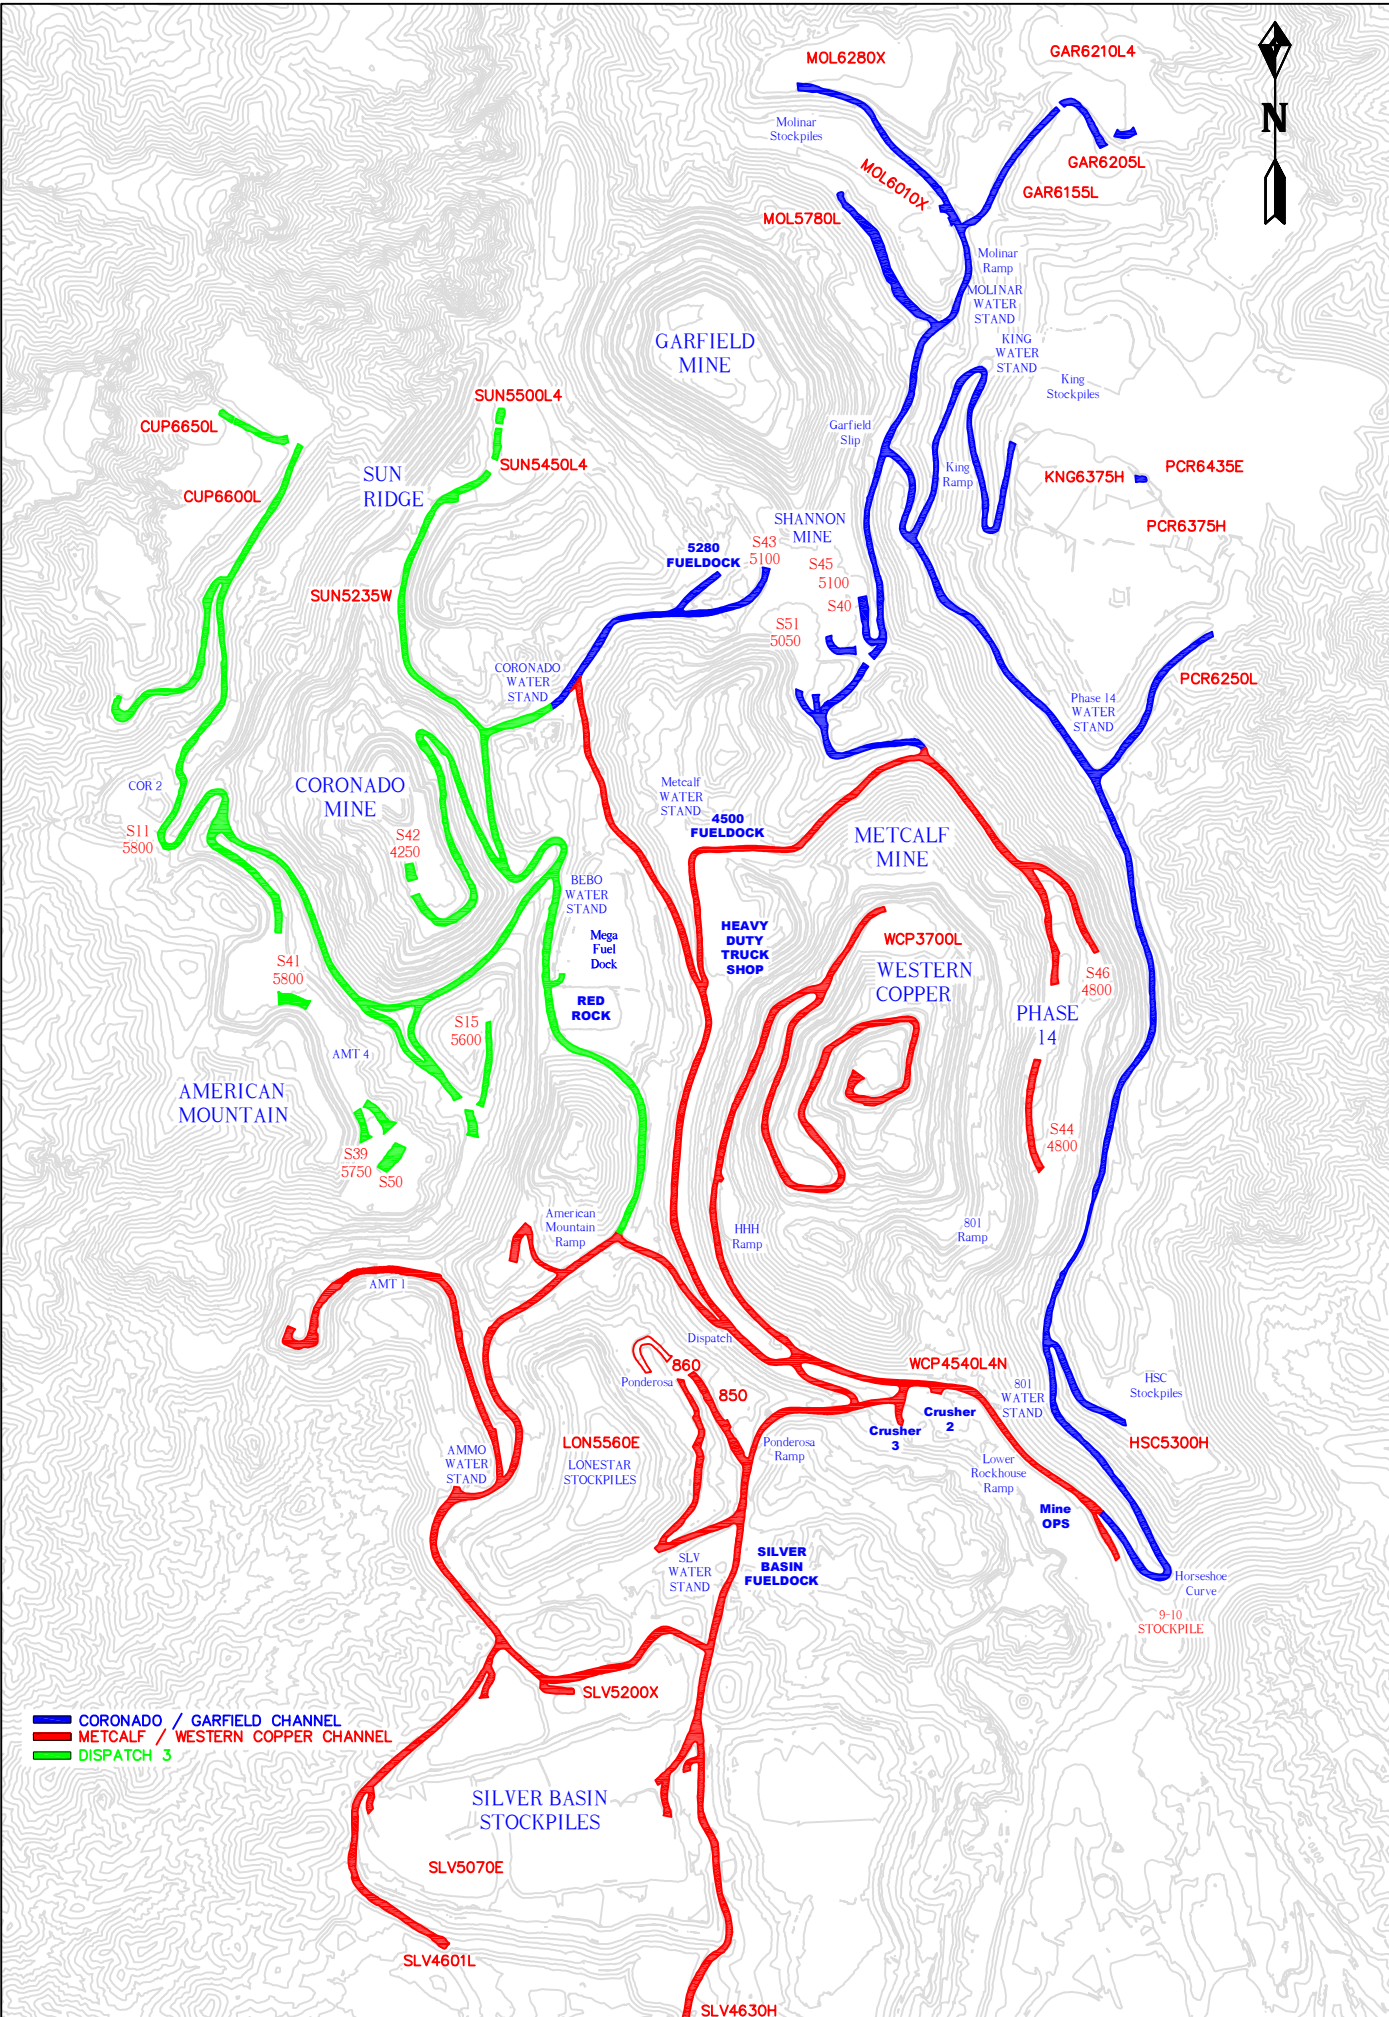 MOL6280X
GAR6210L4
Molinar
Stockpiles
N
GAR6205L
MOL6010X
GAR6155L
MOL5780L
Molinar
Ramp
MOLINAR
WATER
STAND
GARFIELD
MINE
KING
WATER
STAND
King
Stockpiles
SUN5500L4
CUP6650L
Garfield
Slip
SUN5450L4
SUN
RIDGE
King
Ramp
KNG6375H
PCR6435E
CUP6600L
SHANNON
MINE
PCR6375H
5280
FUELDOCK
S43
5100
S45
5100
SUN5235W
S40
S51
5050
CORONADO
WATER
STAND
PCR6250L
Phase 14
WATER
STAND
COR 2
CORONADO
MINE
Metcalf
WATER
STAND
4500
FUELDOCK
S11
5800
S42
4250
METCALF
MINE
BEBO
WATER
STAND
Mega
Fuel
Dock
HEAVY
DUTY
TRUCK
SHOP
WCP3700L
WESTERN
COPPER
S41
5800
RED
ROCK
S46
4800
PHASE
14
S15
5600
AMT 4
AMERICAN
MOUNTAIN
S44
4800
S39
5750
S50
American
Mountain
Ramp
HHH
Ramp
801
Ramp
AMT 1
Dispatch
860
Ponderosa
850
WCP4540L4N
801
WATER
STAND
HSC
Stockpiles
Crusher
2
Crusher
3
AMMO
WATER
STAND
LON5560E
LONESTAR
STOCKPILES
Ponderosa
Ramp
HSC5300H
Lower
Rockhouse
Ramp
Mine
OPS
SLV
WATER
STAND
SILVER
BASIN
FUELDOCK
Horseshoe
Curve
9-10
STOCKPILE
SLV5200X
CORONADO / GARFIELD CHANNEL
METCALF / WESTERN COPPER CHANNEL
DISPATCH 3
SILVER BASIN
STOCKPILES
SLV5070E
SLV4601L
SLV4630H